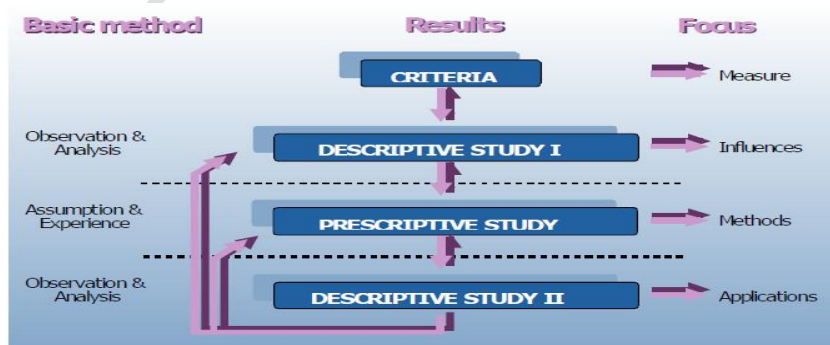 Basic method Results Focus
CRITERIA Measure
Observation &
Analysis DESCRIPTIVE STUDY I Influences
Assumption &
Experience PRESCRIPTIVE STUDY Methods
Observation &
Analysis DESCRIPTIVE STUDY II Applications